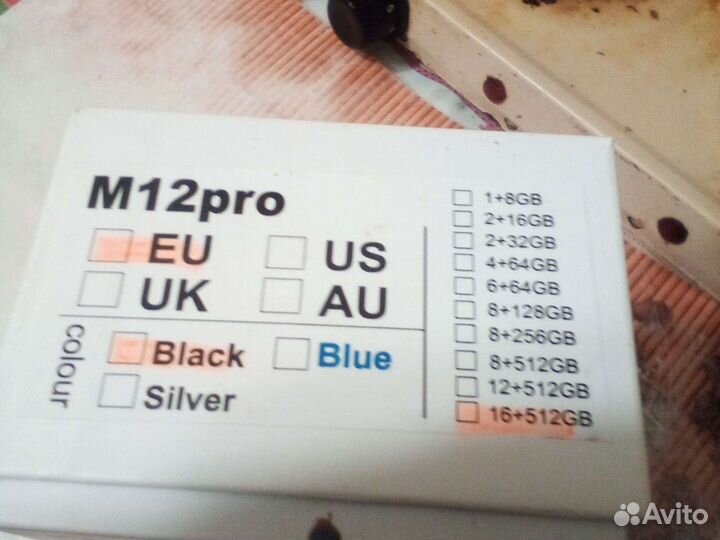 M12pro
EU
US
UK
AU
colour
Black
Blue
Silver
1+8GB
2+16GB
2+32GB
4+64GB
6+64GB
8+128GB
8+256GB
8+512GB
12+512GB
16+512GB
Avito